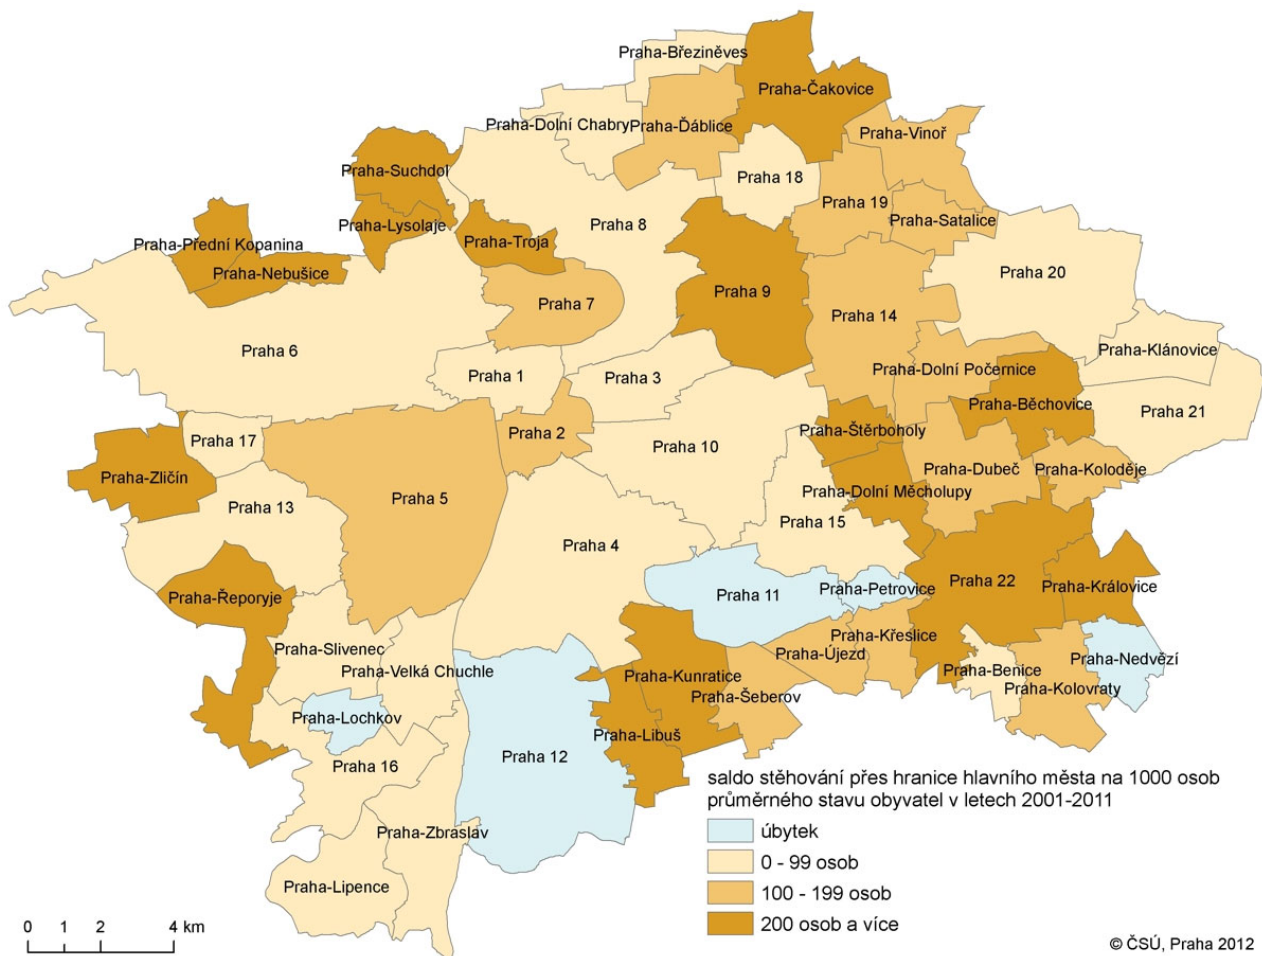 Praha-Březiněves
Praha-Čakovice
Praha-Dolní Chabry
Praha-Ďáblice
Praha-Vinoř
Praha-Suchdol
Praha 18
Praha 19
Praha-Satalice
Praha-Lysolaje
Praha 8
Praha-Troja
Praha-Přední Kopanina
Praha-Nebušice
Praha 20
Praha 9
Praha 7
Praha 14
Praha 6
Praha-Klánovice
Praha 1
Praha 3
Praha-Dolní Počernice
Praha-Běchovice
Praha 21
Praha 17
Praha 2
Praha-Štěrboholy
Praha 10
Praha-Zličín
Praha-Dubeč
Praha-Koloděje
Praha 5
Praha-Dolní Měcholupy
Praha 13
Praha 15
Praha 4
Praha 22
Praha-Královice
Praha 11
Praha-Petrovice
Praha-Řeporyje
Praha-Křeslice
Praha-Slivenec
Praha-Újezd
Praha-Nedvězí
Praha-Velká Chuchle
Praha-Benice
Praha-Kunratice
Praha-Kolovraty
Praha-Šeberov
Praha-Lochkov
Praha-Libuš
Praha 12
Praha 16
Praha-Zbraslav
Praha-Lipence
saldo stěhování přes hranice hlavního města na 1000 osob
průměrného stavu obyvatel v letech 2001-2011
úbytek
0 - 99 osob
100 - 199 osob
200 osob a více
0 1 2 4 km
© ČSÚ, Praha 2012